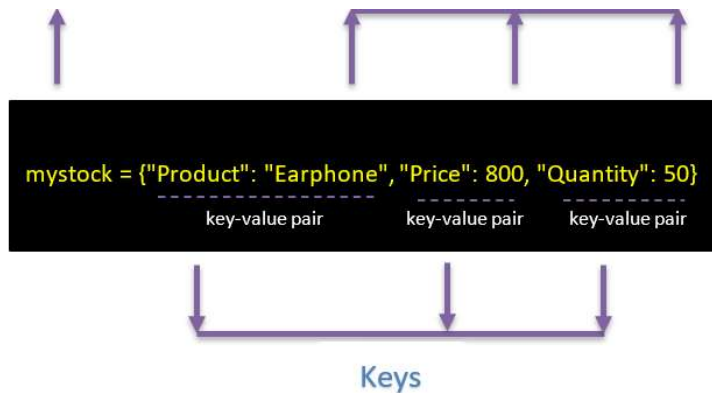 mystock = {"Product": "Earphone", "Price": 800, "Quantity": 50}
key-value pair key-value pair key-value pair
Keys